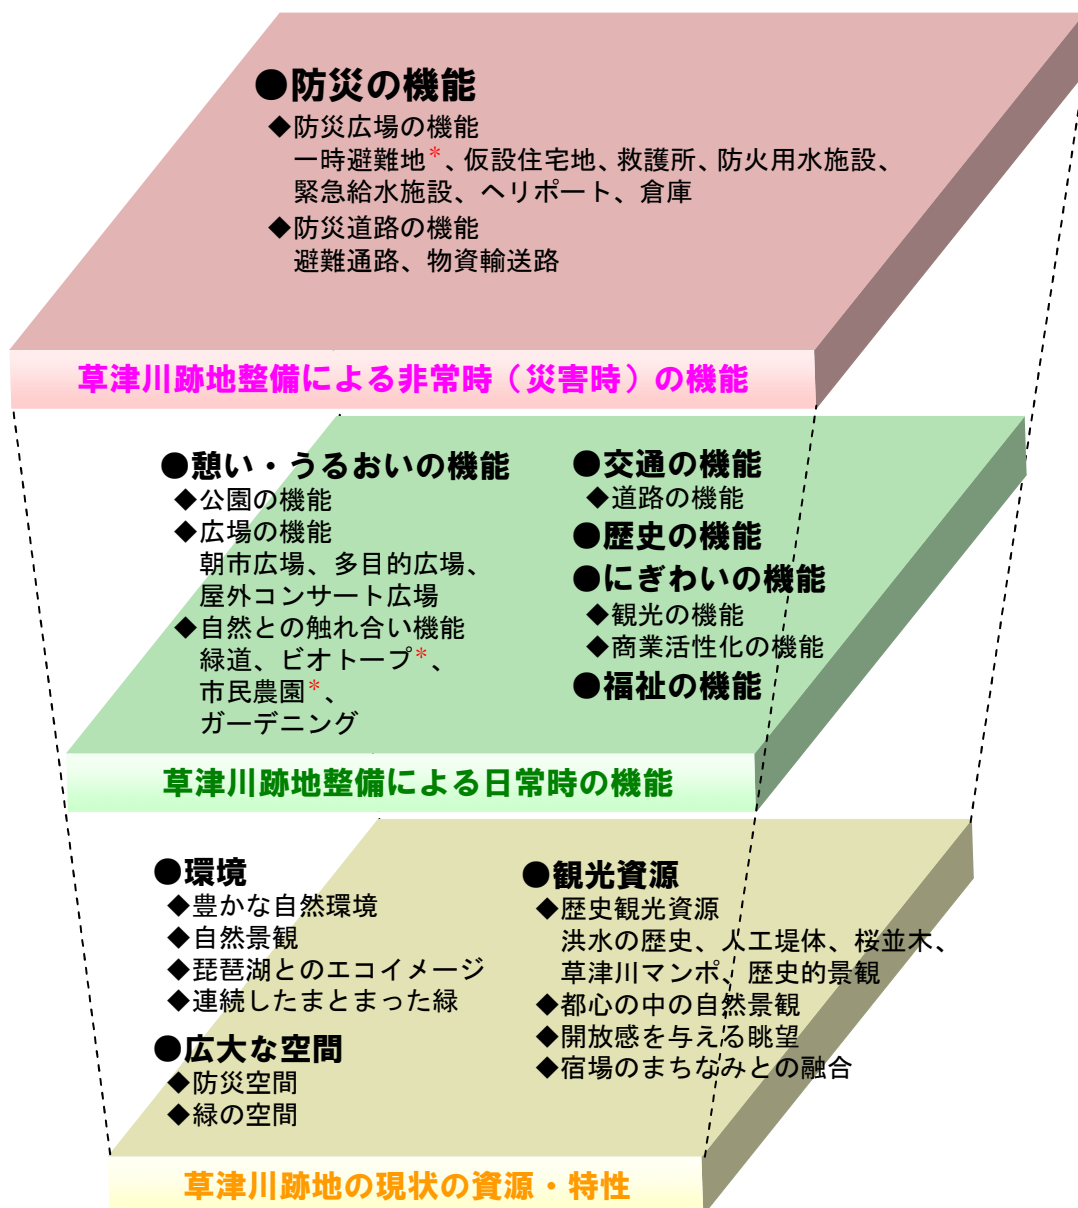 ●防災の機能
◆防災広場の機能
一時避難地*、仮設住宅地、救護所、防火用水施設、
緊急給水施設、ヘリポート、倉庫
◆防災道路の機能
避難通路、物資輸送路
草津川跡地整備による非常時（災害時）の機能
●憩い・うるおいの機能
◆公園の機能
◆広場の機能
朝市広場、多目的広場、
屋外コンサート広場
◆自然との触れ合い機能
緑道、ビオトープ*、
市民農園*、
ガーデニング
●交通の機能
◆道路の機能
●歴史の機能
●にぎわいの機能
◆観光の機能
◆商業活性化の機能
●福祉の機能
草津川跡地整備による日常時の機能
●環境
◆豊かな自然環境
◆自然景観
◆琵琶湖とのエコイメージ
◆連続したまとまった緑
●広大な空間
◆防災空間
◆緑の空間
●観光資源
◆歴史観光資源
洪水の歴史、人工堤体、桜並木、
草津川マンポ、歴史的景観
◆都心の中の自然景観
◆開放感を与える眺望
◆宿場のまちなみとの融合
草津川跡地の現状の資源・特性